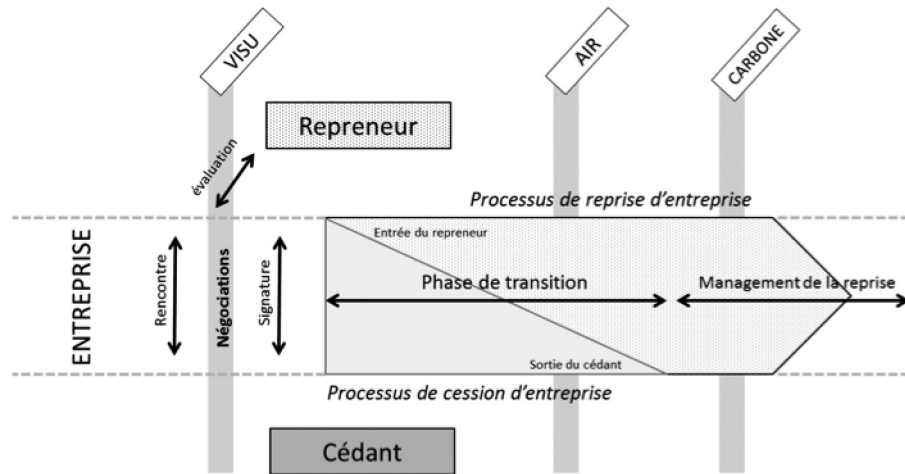 VISU
AIR
CARBONE
Repreneur
évaluation
Processus de reprise d'entreprise
ENTREPRISE
Rencontre
Négociations
Signature
Entrée du repreneur
Phase de transition
Management de la reprise
Sortie du cédant
Processus de cession d'entreprise
Cédant